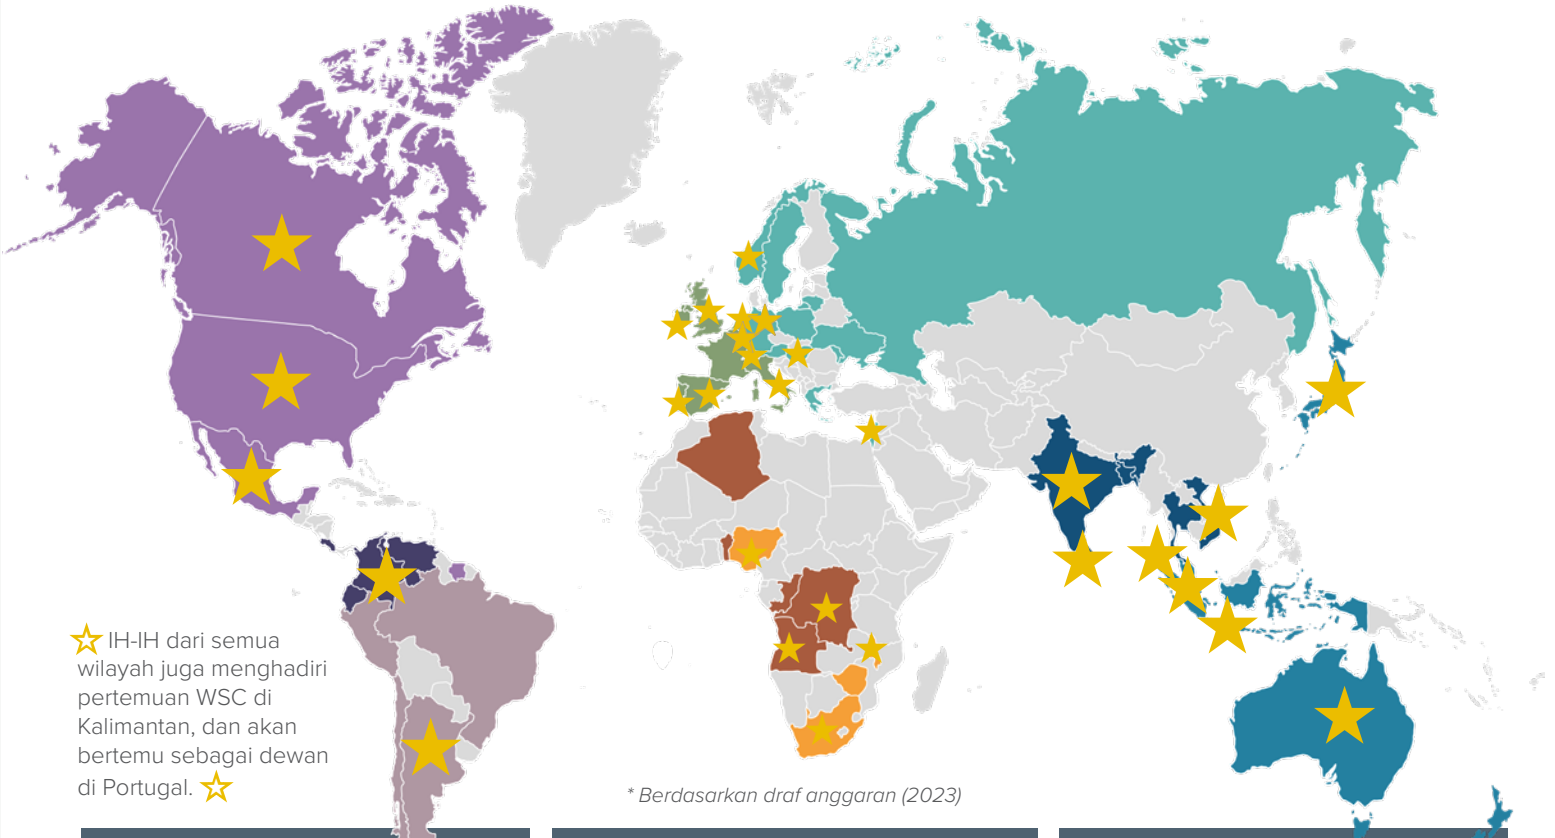 IH-IH dari semua
wilayah juga menghadiri
pertemuan WSC di
Kalimantan, dan akan
bertemu sebagai dewan
di Portugal.
* Berdasarkan draf anggaran (2023)